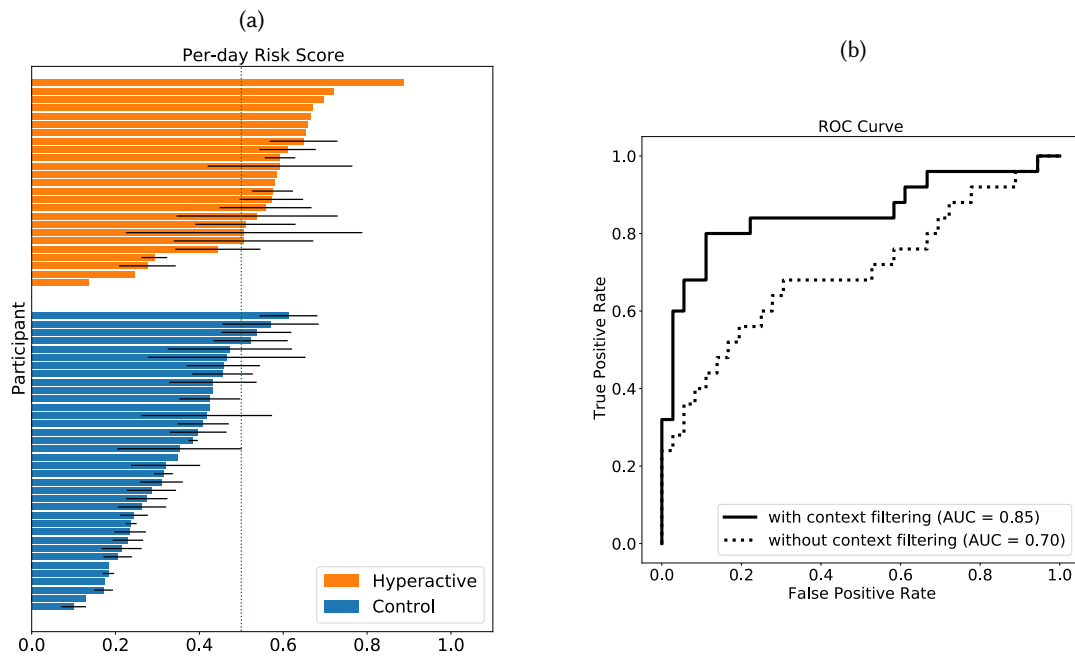 (a)
Per-day Risk Score
Participant
Hyperactive
Control
0.0 0.2 0.4 0.6 0.8 1.0
(b)
ROC Curve
True Positive Rate
1.0
0.8
0.6
0.4
0.2
0.0
with context filtering (AUC = 0.85)
without context filtering (AUC = 0.70)
0.0 0.2 0.4 0.6 0.8 1.0
False Positive Rate